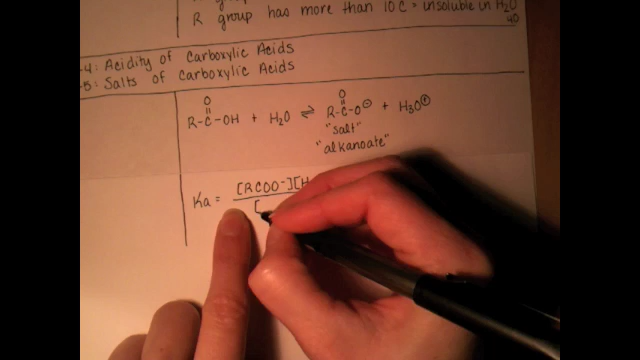 R group has more than 10 C = insoluble in H2O
40
-4: Acidity of Carboxylic Acids
-5: Salts of Carboxylic Acids
O O
R-C-OH + H2O ⇌ R-C-O⊖ + H3O⊕
"salt"
"alkanoate"
Ka = [RCOO-][H
[